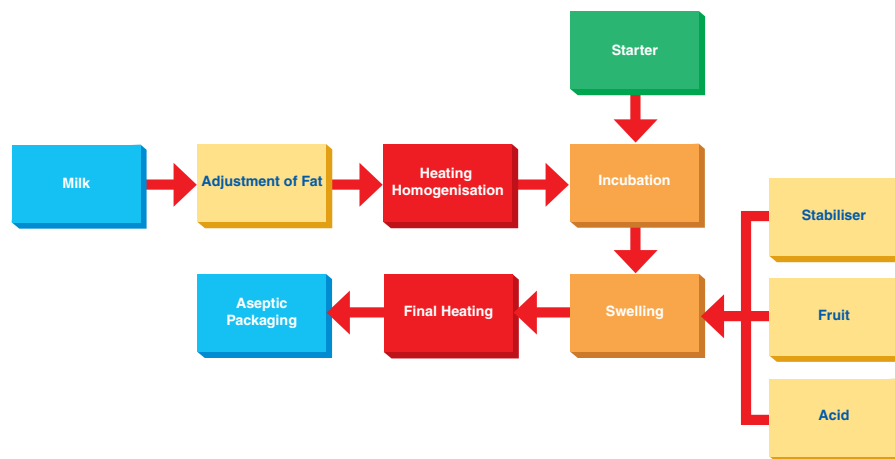 Starter
Milk
Adjustment of Fat
Heating
Homogenisation
Incubation
Stabiliser
Aseptic
Packaging
Final Heating
Swelling
Fruit
Acid